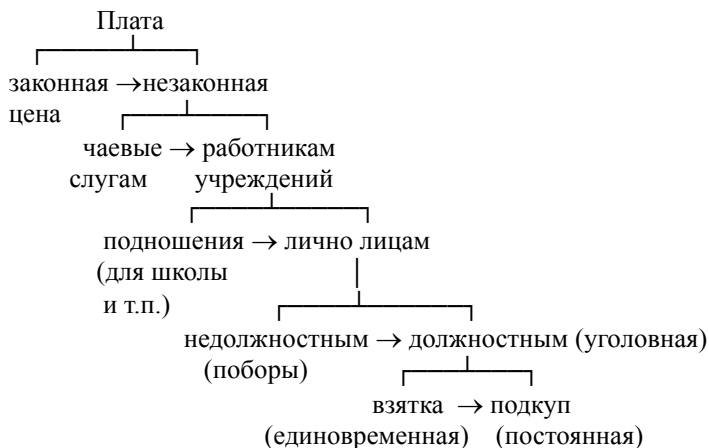 Плата
законная → незаконная
цена
чаевые → работникам
слугам учреждений
подношения → лично лицам
(для школы
и т.п.)
недолжностным → должностным (уголовная)
(поборы)
взятка → подкуп
(единовременная) (постоянная)